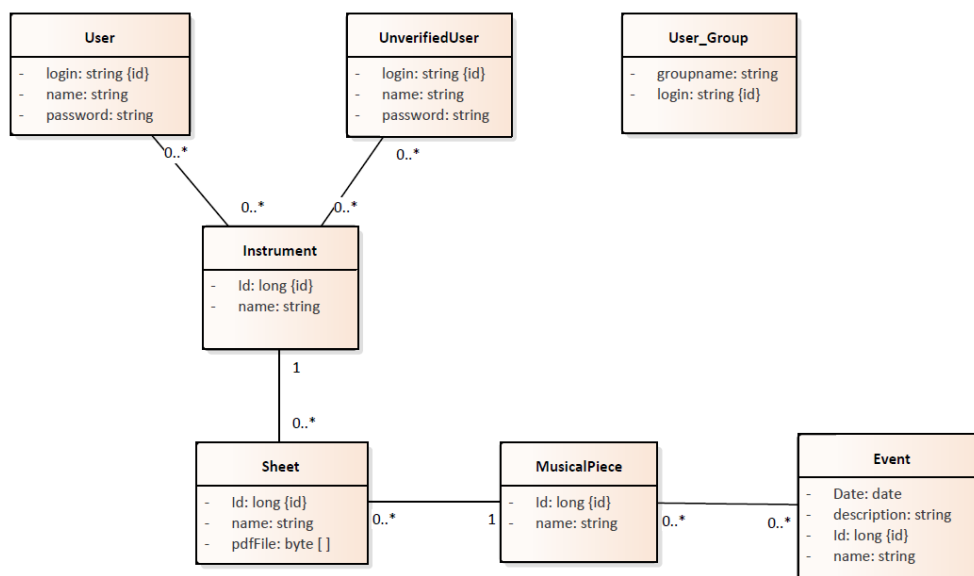 User
- login: string {id}
- name: string
- password: string
UnverifiedUser
- login: string {id}
- name: string
- password: string
User_Group
- groupname: string
- login: string {id}
0..*
0..*
0..*
0..*
Instrument
- Id: long {id}
- name: string
1
0..*
Sheet
- Id: long {id}
- name: string
- pdfFile: byte [ ]
0..*
1
MusicalPiece
- Id: long {id}
- name: string
0..*
0..*
Event
- Date: date
- description: string
- Id: long {id}
- name: string